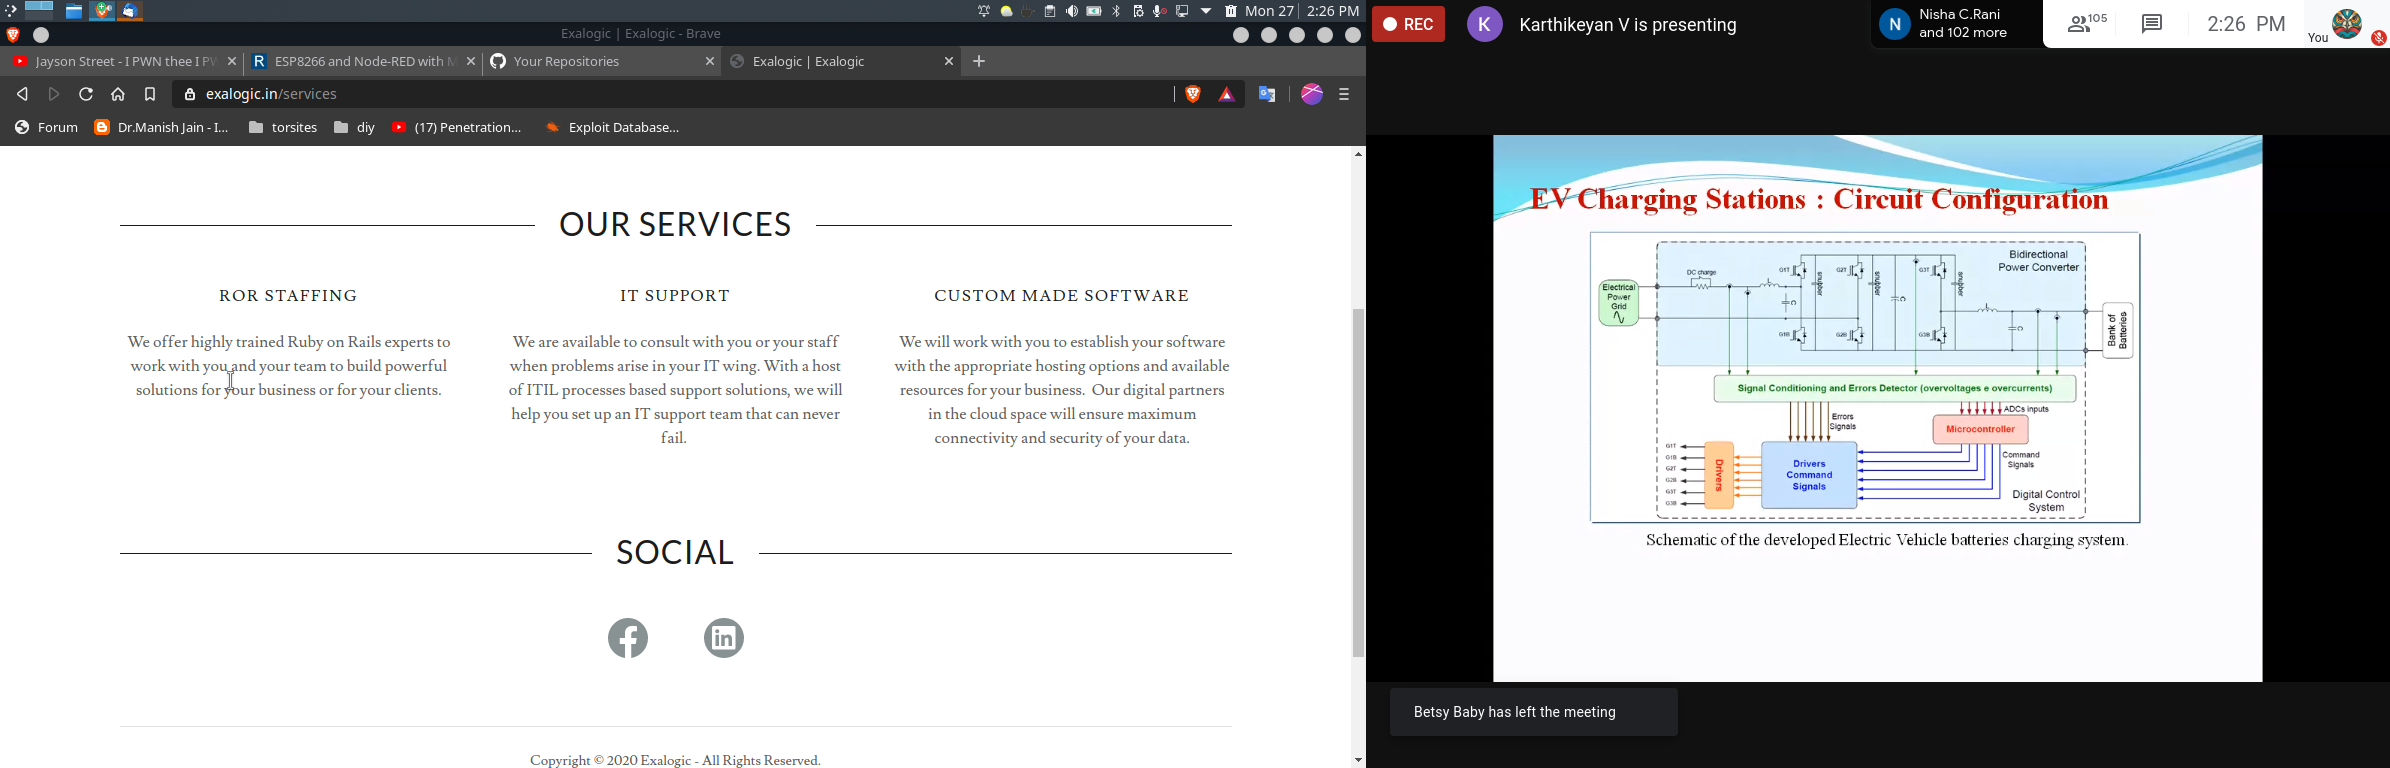 Mon 27
2:26 PM
Exalogic | Exalogic - Brave
Jayson Street - I PWN thee I PW
ESP8266 and Node-RED with M
Your Repositories
Exalogic | Exalogic
exalogic.in/services
Forum
Dr.Manish Jain - I...
torsites
diy
(17) Penetration...
Exploit Database...
OUR SERVICES
ROR STAFFING
We offer highly trained Ruby on Rails experts to
work with you and your team to build powerful
solutions for your business or for your clients.
IT SUPPORT
We are available to consult with you or your staff
when problems arise in your IT wing. With a host
of ITIL processes based support solutions, we will
help you set up an IT support team that can never
fail.
CUSTOM MADE SOFTWARE
We will work with you to establish your software
with the appropriate hosting options and available
resources for your business. Our digital partners
in the cloud space will ensure maximum
connectivity and security of your data.
SOCIAL
Copyright © 2020 Exalogic - All Rights Reserved.
REC
K
Karthikeyan V is presenting
N
Nisha C.Rani
and 102 more
105
2:26 PM
You
EV Charging Stations : Circuit Configuration
Bidirectional
Power Converter
Electrical
Power
Grid
DC charge
L
C
G1T
snubber
G2T
snubber
C
G3T
snubber
G1B
G2B
G3B
L
C
Bank of
Batteries
Signal Conditioning and Errors Detector (overvoltages e overcurrents)
Errors
Signals
ADCs inputs
Microcontroller
Command
Signals
Drivers
Command
Signals
Drivers
G1T
G1B
G2T
G2B
G3T
G3B
Digital Control
System
Schematic of the developed Electric Vehicle batteries charging system.
Betsy Baby has left the meeting